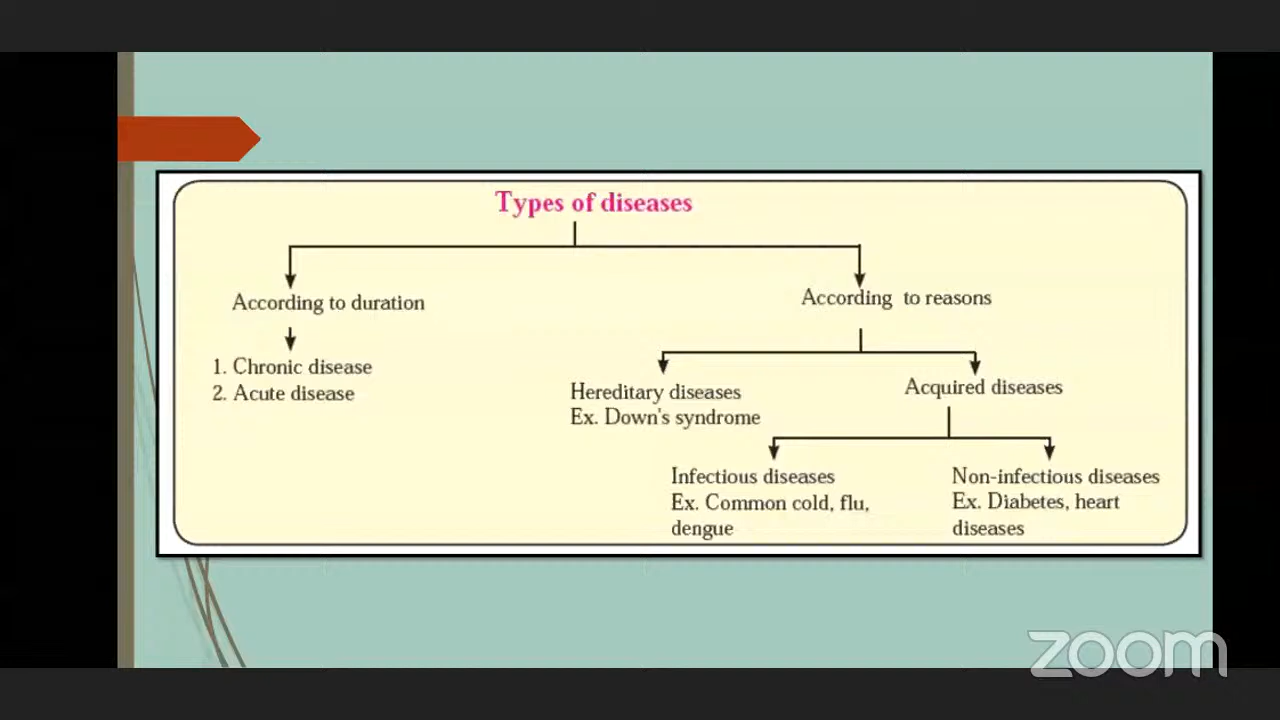 Types of diseases
According to duration
According to reasons
1. Chronic disease
2. Acute disease
Hereditary diseases
Ex. Down's syndrome
Acquired diseases
Infectious diseases
Ex. Common cold, flu,
dengue
Non-infectious diseases
Ex. Diabetes, heart
diseases
zoom